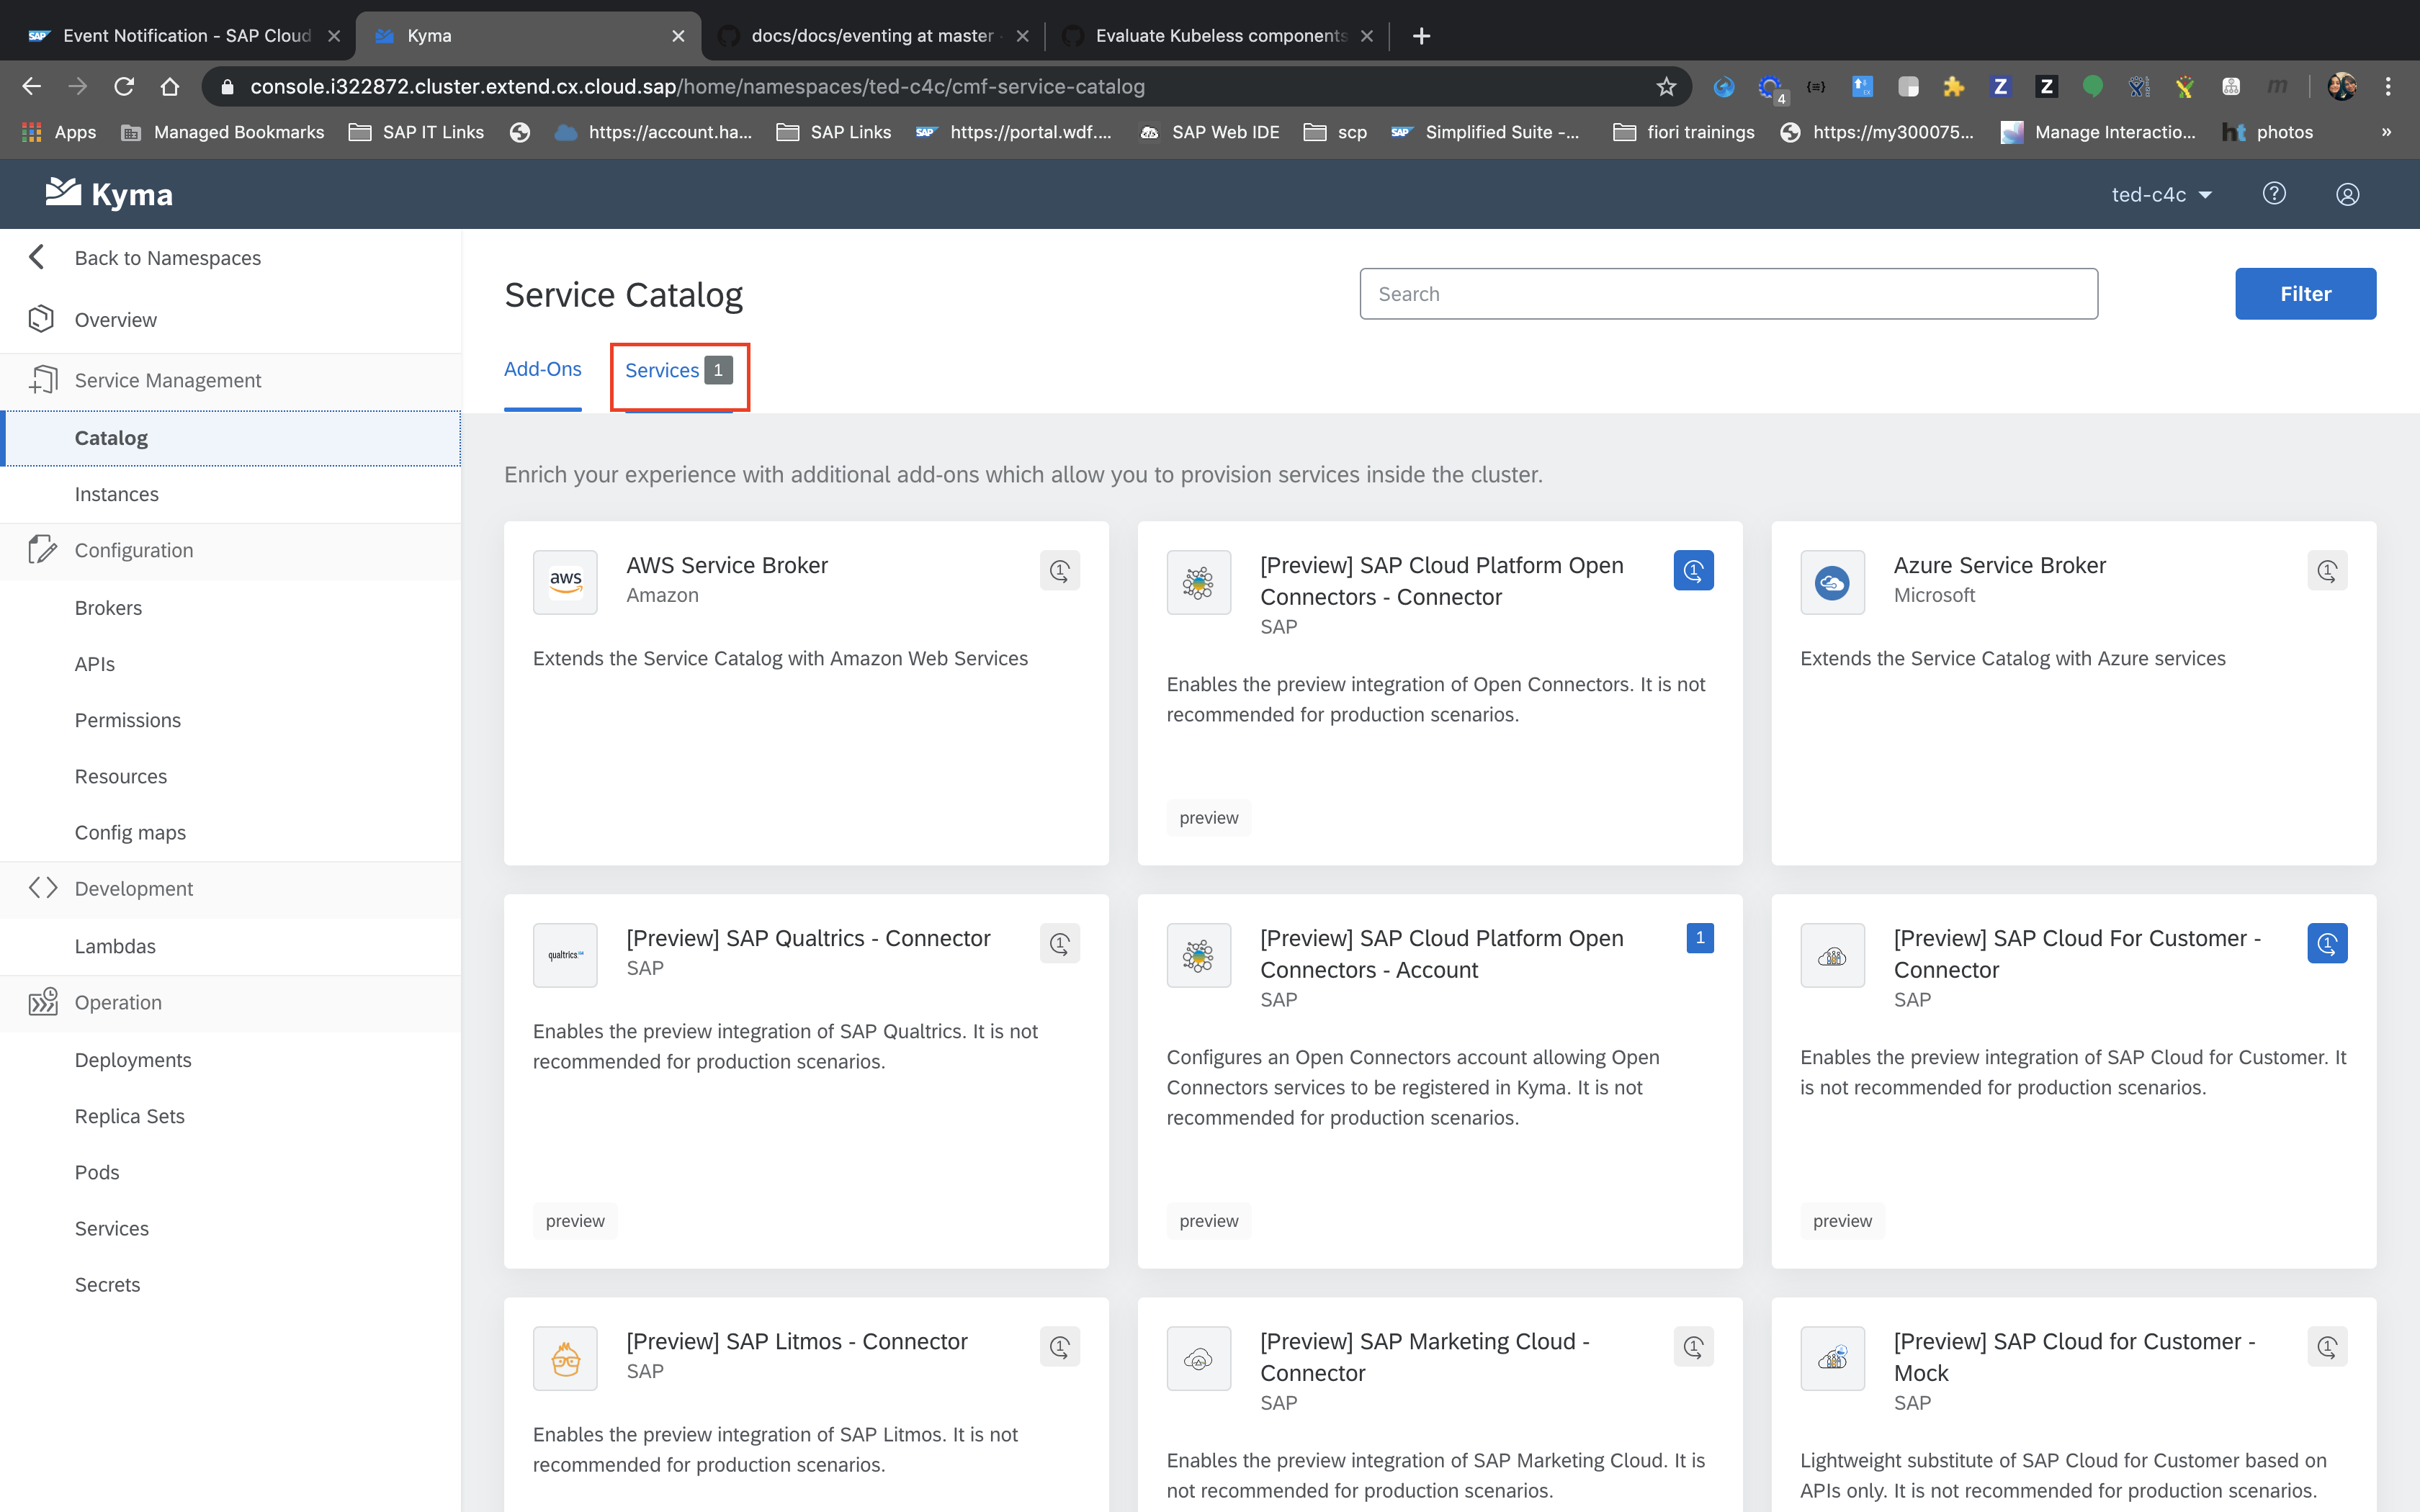 SAP Event Notification - SAP Cloud
Kyma
docs/docs/eventing at master
Evaluate Kubeless components
console.i322872.cluster.extend.cx.cloud.sap/home/namespaces/ted-c4c/cmf-service-catalog
4
Z
Z
m
Apps
Managed Bookmarks
SAP IT Links
https://account.ha...
SAP Links
SAP https://portal.wdf....
SAP Web IDE
scp
SAP Simplified Suite -...
fiori trainings
https://my300075...
Manage Interactio...
ht photos
»
Kyma
ted-c4c
?
Back to Namespaces
Overview
Service Management
Catalog
Instances
Configuration
Brokers
APIs
Permissions
Resources
Config maps
Development
Lambdas
Operation
Deployments
Replica Sets
Pods
Services
Secrets
Service Catalog
Search
Filter
Add-Ons
Services 1
Enrich your experience with additional add-ons which allow you to provision services inside the cluster.
aws
AWS Service Broker
1
Amazon
Extends the Service Catalog with Amazon Web Services
[Preview] SAP Cloud Platform Open
Connectors - Connector
1
SAP
Enables the preview integration of Open Connectors. It is not
recommended for production scenarios.
preview
Azure Service Broker
1
Microsoft
Extends the Service Catalog with Azure services
qualtrics
[Preview] SAP Qualtrics - Connector
1
SAP
Enables the preview integration of SAP Qualtrics. It is not
recommended for production scenarios.
preview
[Preview] SAP Cloud Platform Open
Connectors - Account
1
SAP
Configures an Open Connectors account allowing Open
Connectors services to be registered in Kyma. It is not
recommended for production scenarios.
preview
[Preview] SAP Cloud For Customer -
Connector
1
SAP
Enables the preview integration of SAP Cloud for Customer. It
is not recommended for production scenarios.
preview
[Preview] SAP Litmos - Connector
1
SAP
Enables the preview integration of SAP Litmos. It is not
recommended for production scenarios.
[Preview] SAP Marketing Cloud -
Connector
1
SAP
Enables the preview integration of SAP Marketing Cloud. It is
not recommended for production scenarios.
[Preview] SAP Cloud for Customer -
Mock
1
SAP
Lightweight substitute of SAP Cloud for Customer based on
APIs only. It is not recommended for production scenarios.